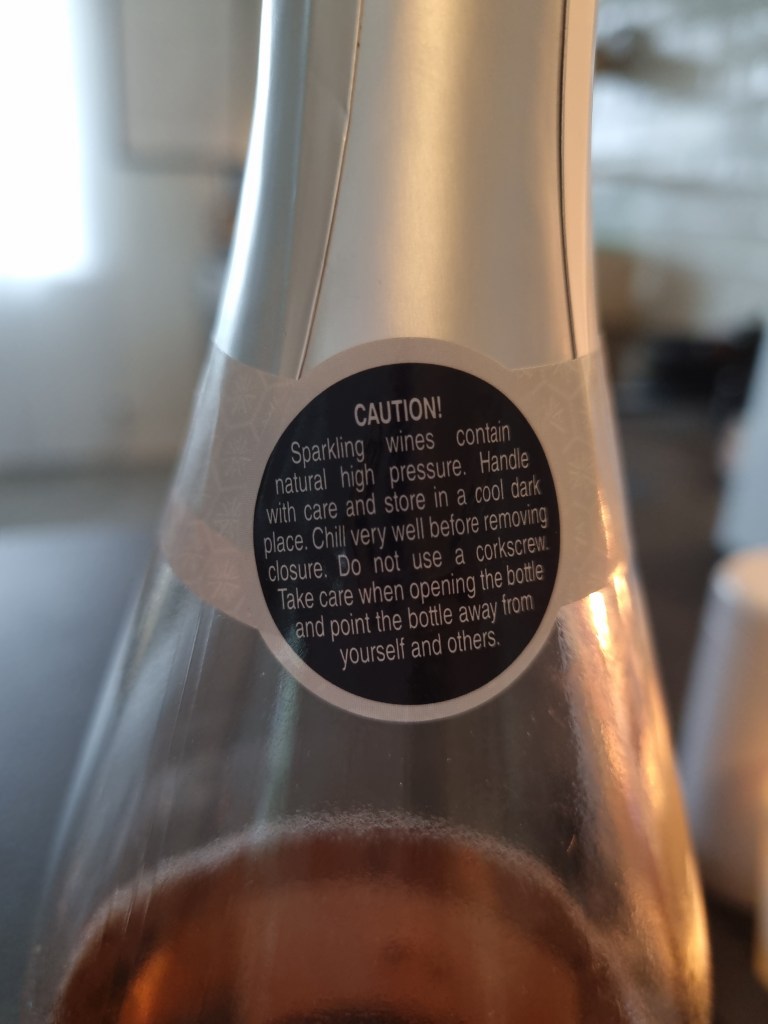 CAUTION!
Sparkling wines contain
natural high pressure. Handle
with care and store in a cool dark
place. Chill very well before removing
closure. Do not use a corkscrew.
Take care when opening the bottle
and point the bottle away from
yourself and others.